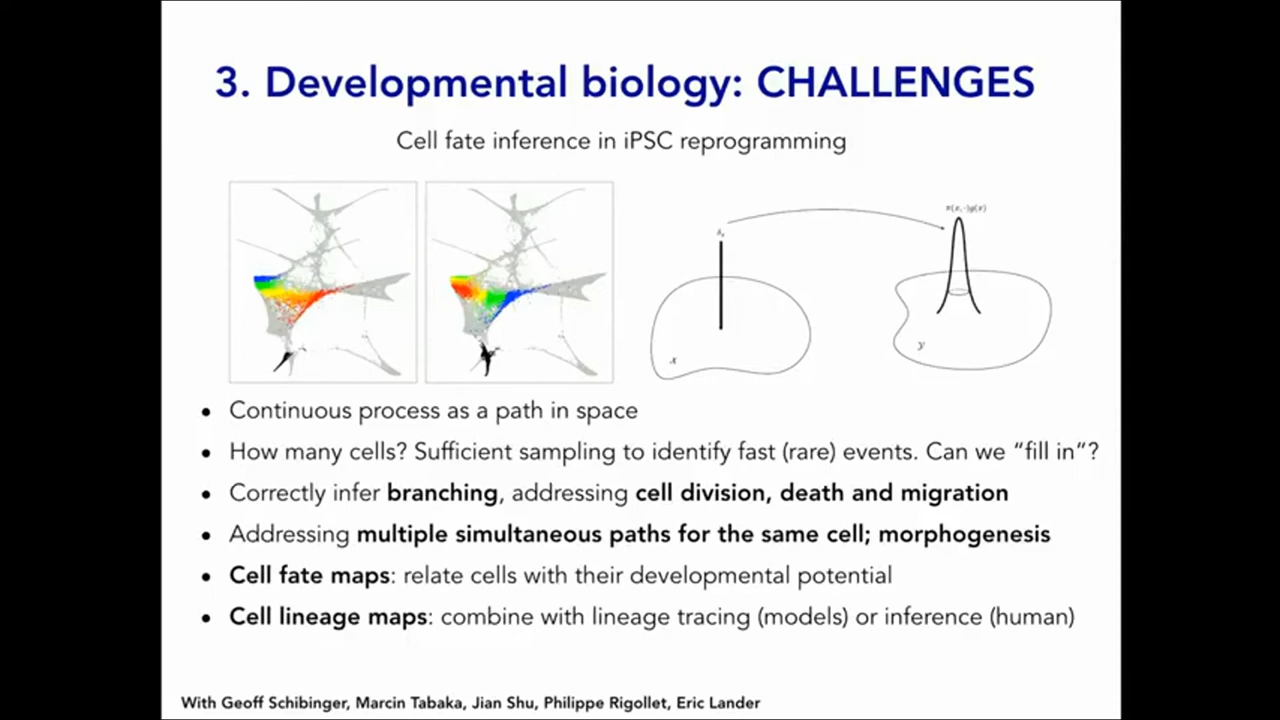 3. Developmental biology: CHALLENGES
Cell fate inference in iPSC reprogramming
x
y
• Continuous process as a path in space
• How many cells? Sufficient sampling to identify fast (rare) events. Can we “fill in”?
• Correctly infer branching, addressing cell division, death and migration
• Addressing multiple simultaneous paths for the same cell; morphogenesis
• Cell fate maps: relate cells with their developmental potential
• Cell lineage maps: combine with lineage tracing (models) or inference (human)
With Geoff Schibinger, Marcin Tabaka, Jian Shu, Philippe Rigollet, Eric Lander